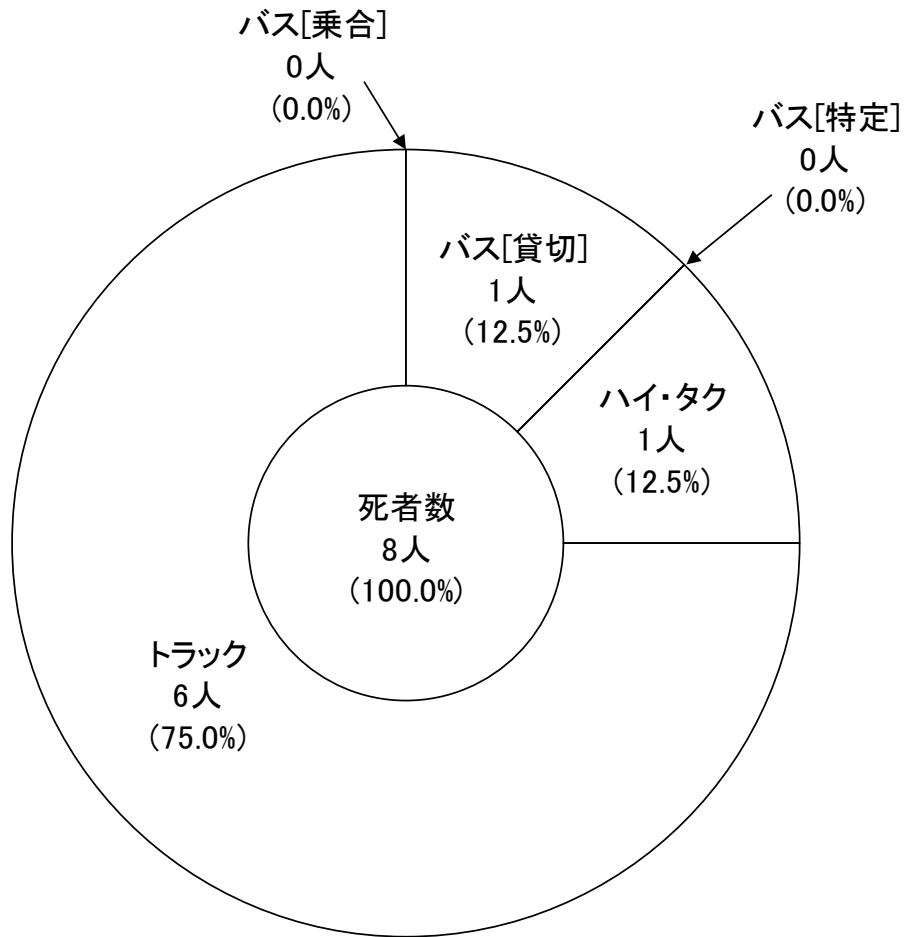 バス[乗合]
0人
(0.0%)
バス[特定]
0人
(0.0%)
バス[貸切]
1人
(12.5%)
ハイ・タク
1人
(12.5%)
死者数
8人
(100.0%)
トラック
6人
(75.0%)